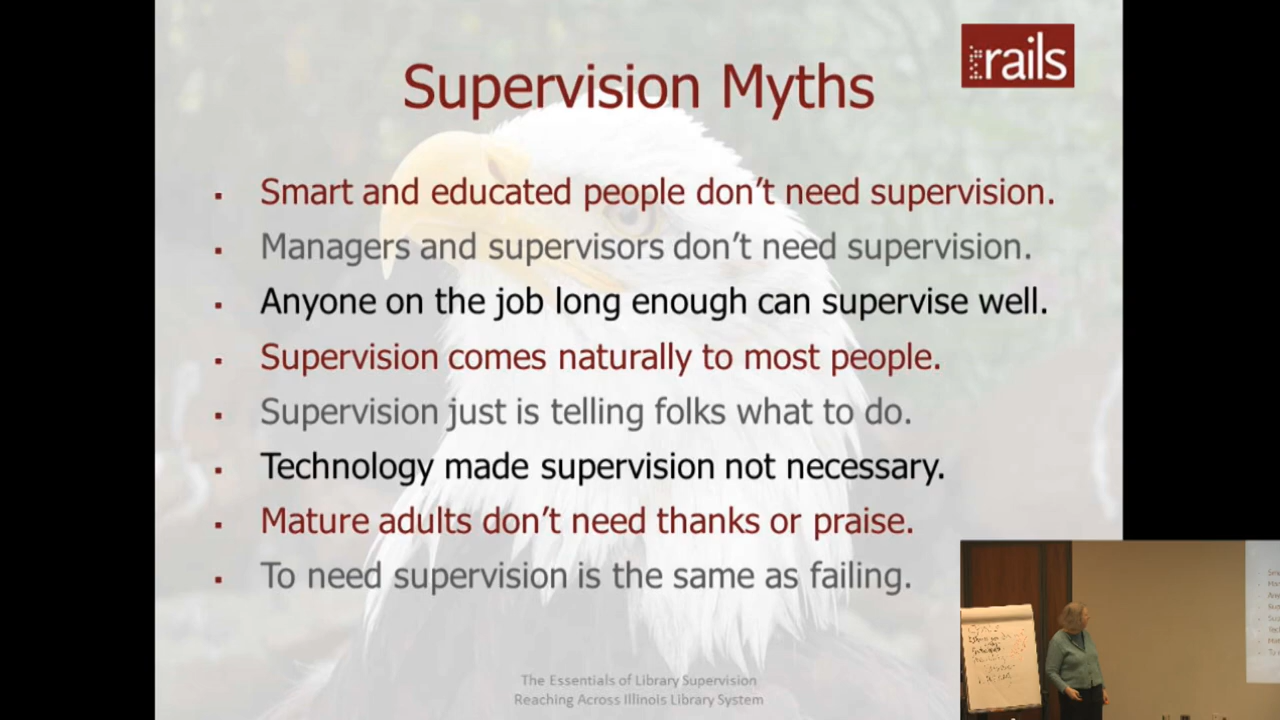 rails
Supervision Myths
Smart and educated people don't need supervision.
Managers and supervisors don't need supervision.
Anyone on the job long enough can supervise well.
Supervision comes naturally to most people.
Supervision just is telling folks what to do.
Technology made supervision not necessary.
Mature adults don't need thanks or praise.
To need supervision is the same as failing.
The Essentials of Library Supervision
Reaching Across Illinois Library System